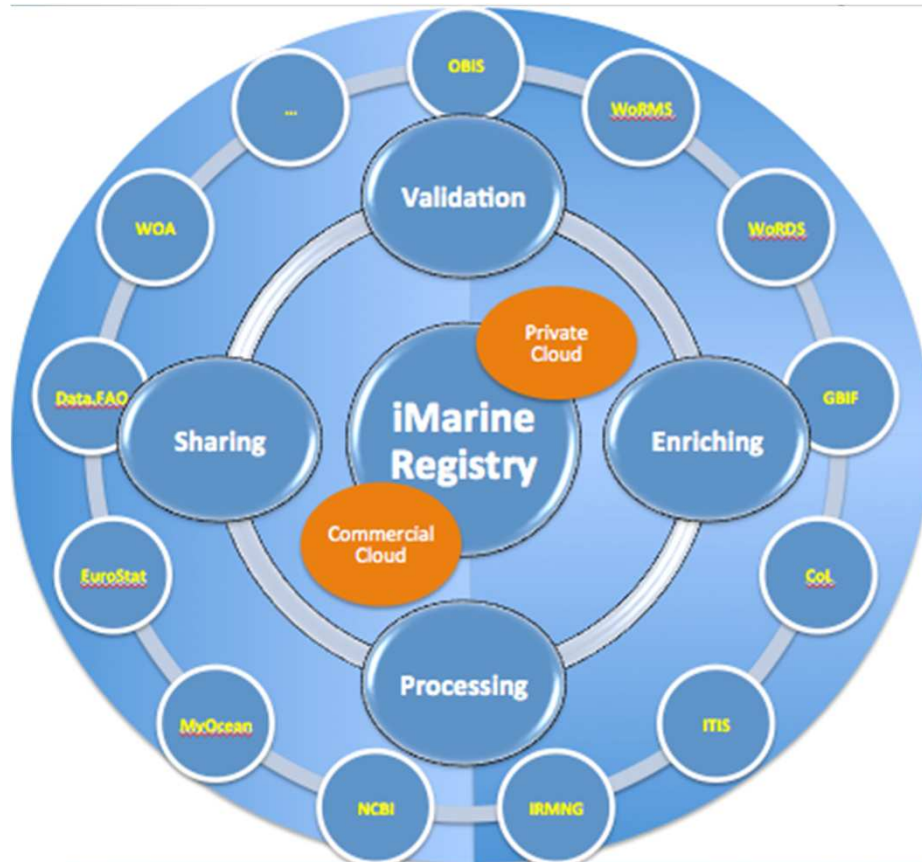 OBIS
...
WoRMS
Validation
WOA
WoRDS
Private
Cloud
Data.FAO
GBIF
iMarine
Registry
Sharing
Enriching
Commercial
Cloud
EuroStat
CoL
Processing
MyOcean
ITIS
NCBI
IRMNG